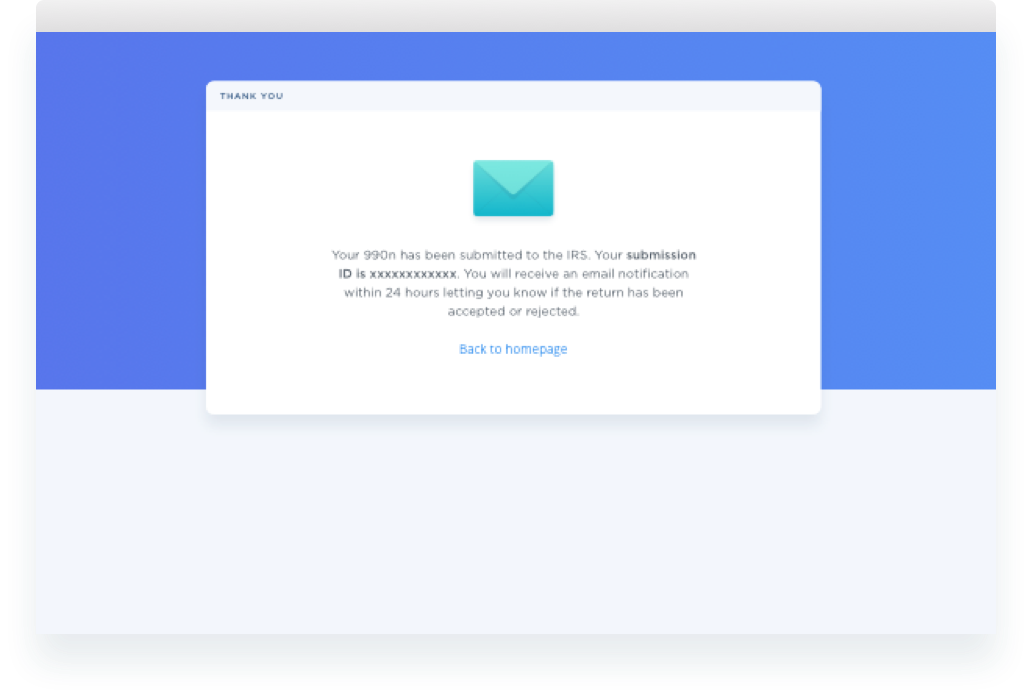 THANK YOU
Your 990n has been submitted to the IRS. Your submission
ID is xxxxxxxxxxxx. You will receive an email notification
within 24 hours letting you know if the return has been
accepted or rejected.
Back to homepage